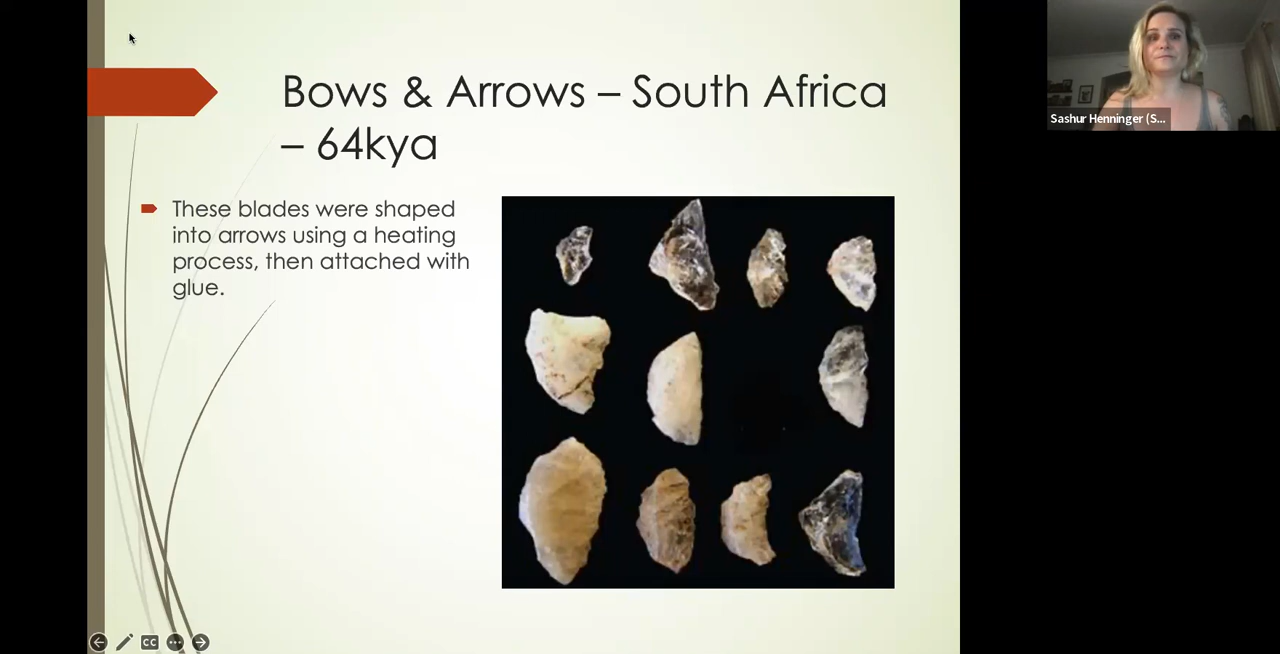 Bows & Arrows – South Africa
– 64kya
These blades were shaped
into arrows using a heating
process, then attached with
glue.
Sashur Henninger (S...
CC